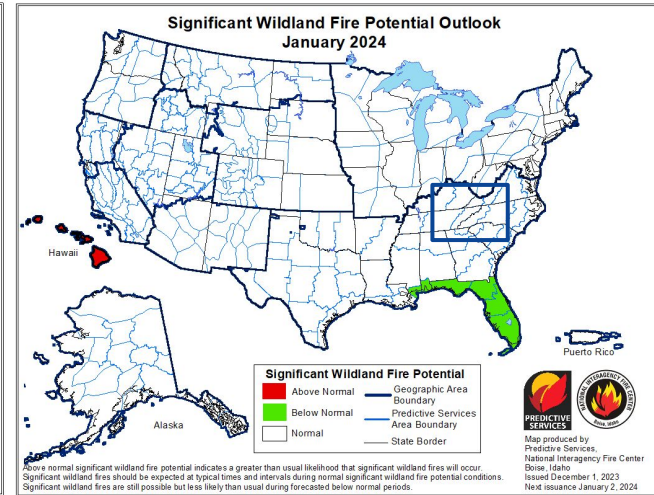 Significant Wildland Fire Potential Outlook
January 2024
Hawaii
Alaska
Puerto Rico
Significant Wildland Fire Potential
Above Normal
Below Normal
Normal
Geographic Area
Boundary
Predictive Services
Area Boundary
State Border
PREDICTIVE
SERVICES
NATIONAL INTERAGENCY FIRE CENTER
Boise, Idaho
Map produced by
Predictive Services,
National Interagency Fire Center
Boise, Idaho
Issued December 1, 2023
Next issuance January 2, 2024
Above normal significant wildland fire potential indicates a greater than usual likelihood that significant wildland fires will occur.
Significant wildland fires should be expected at typical times and intervals during normal significant wildland fire potential conditions.
Significant wildland fires are still possible but less likely than usual during forecasted below normal periods.